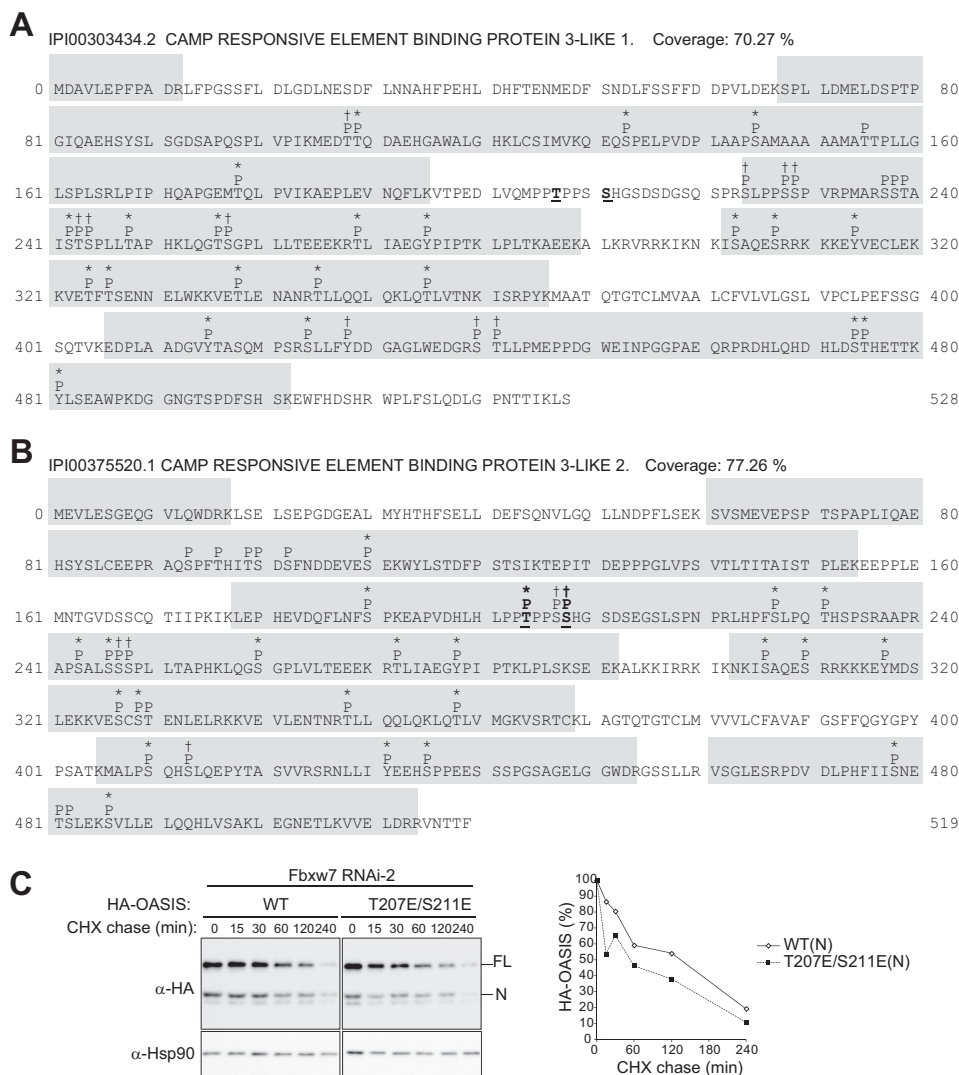 A
IPI00303434.2 CAMP RESPONSIVE ELEMENT BINDING PROTEIN 3-LIKE 1. Coverage: 70.27 %
0 MDAVLEPFPA DRLFPGSSFL DLGDLNESDF LNNAHFPEHL DHFTENMEDF SNDLFSSFFD DPVLDEKSPL LDMELDSPTP 80
† * * * *
P P P P P
81 GIQAEHSYSL SGDSAPQSPL VPIKMEDTTQ DAEHGAWALG HKLCSIMVKQ EQSPELPVDP LAAPSAMAAA AAMATTPLLG 160
* † † †
P P P P P P P
161 LSPLSRLPIP HQAPGEMTQL PVIKAEPLEV NQFLKVTPED LVQMPPTPPS SHGSDSDGSQ SPRSLPPSSP VRPMARSSTA 240
* † † * * † * * * * *
P P P P P P P P P P P
241 ISTSPLLTAP HKLQGTSGPL LLTEEEKRTL IAEGYPIPTK LPLTKAEEKA LKRVRRKIKN KISAQESRRK KKEYVECLEK 320
* * * * *
P P P P P
321 KVETFTSENN ELWKKVETLE NANRTLLQQL QKLQTLVTNK ISRPYKMAAT QTGTCLMVAA LCFVLVLGSL VPCLPEFSSG 400
* * † † † * *
P P P P P P P
401 SQTVKEDPLA ADGVYTASQM PSRSLLFYDD GAGLWEDGRS TLLPMEPPDG WEINPGGPAE QRPRDHLQHD HLDSTHETTK 480
*
P
481 YLSEAWPKDG GNGTSPDFSH SKEWFHDSHR WPLFSLQDLG PNTTIKLS 528
B
IPI00375520.1 CAMP RESPONSIVE ELEMENT BINDING PROTEIN 3-LIKE 2. Coverage: 77.26 %
0 MEVLESGEQG VLQWDRKLSE LSEPGDGEAL MYHTHFSELL DEFSQNVLGQ LLNDPFLSEK SVSMEVEPSP TSPAPLIQAE 80
*
P P P P P P
81 HSYSLCEEPR AQSPFTHITS DSFNDDEVES EKWYLSTDFP STSIKTEPIT DEPPPGLVPS VTLTITAIST PLEKEEPPLE 160
* * † † * *
P P P P P P
161 MNTGVDSSCQ TIIPKIKLEP HEVDQFLNFS PKEAPVDHLH LPPTPPSSHG SDSEGSLSPN PRLHPFSLPQ THSPSRAAPR 240
* * † † * * * * * *
P P P P P P P P P P
241 APSALSSSPL LTAPHKLQGS GPLVLTEEEK RTLIAEGYPI PTKLPLSKSE EKALKKIRRK IKNKISAQES RRKKKEYMDS 320
* * * *
P P P P P
321 LEKKVESCST ENLELRKKVE VLENTNRTLL QQLQKLQTLV MGKVSRTCKL AGTQTGTCLM VVVLCFAVAF GSFFQGYGPY 400
* † * * *
P P P P P
401 PSATKMALPS QHSLQEPYTA SVVRSRNLLI YEEHSPPEES SSPGSAGELG GWDRGSSLLR VSGLESRPDV DLPHFIISNE 480
*
P P P
481 TSLEKSVLLE LQQHLVSAKL EGNETLKVVE LDRRVNTTF 519
C
Fbxw7 RNAi-2
HA-OASIS: WT T207E/S211E
CHX chase (min): 0 15 30 60 120 240 0 15 30 60 120 240
α-HA
FL
N
α-Hsp90
HA-OASIS (%)
100
90
80
70
60
50
40
30
20
10
0
0 60 120 180 240
CHX chase (min)
WT(N)
T207E/S211E(N)